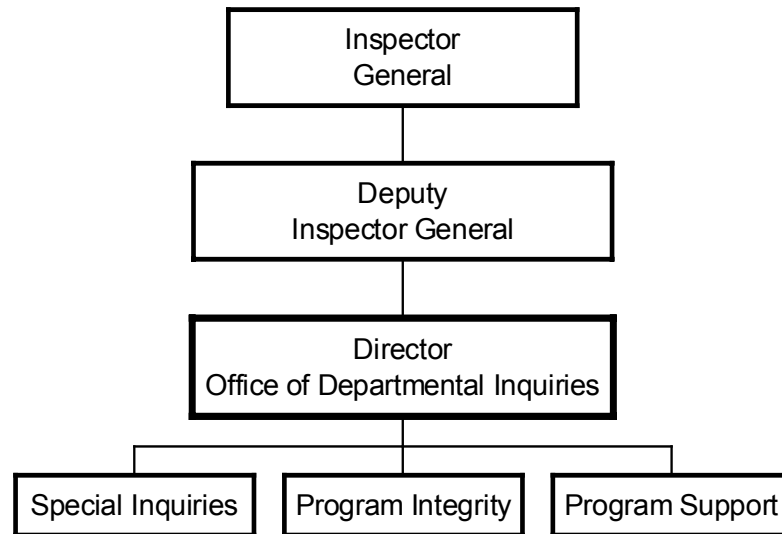 Inspector
General
Deputy
Inspector General
Director
Office of Departmental Inquiries
Special Inquiries
Program Integrity
Program Support